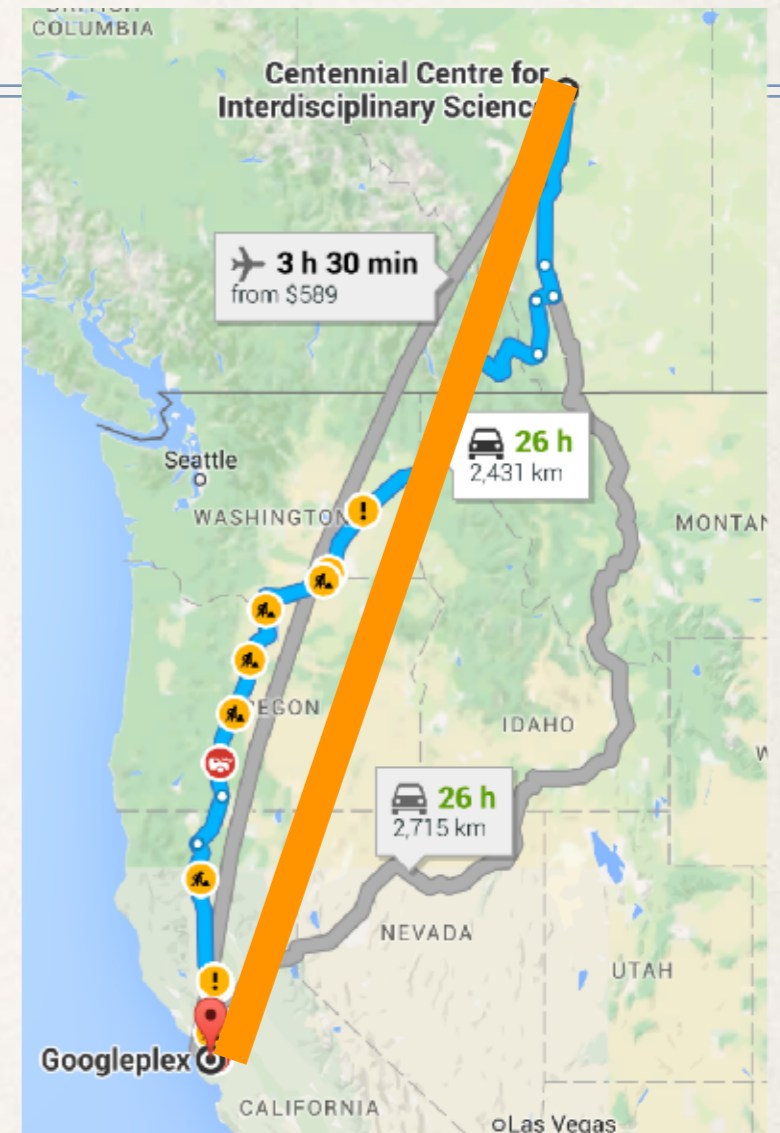 COLUMBIA
Centennial Centre for
Interdisciplinary Scienc
3 h 30 min
from $589
26 h
2,431 km
Seattle
WASHINGTON
MONTAN
EGON
IDAHO
26 h
2,715 km
NEVADA
UTAH
Googleplex
CALIFORNIA
Las Vegas